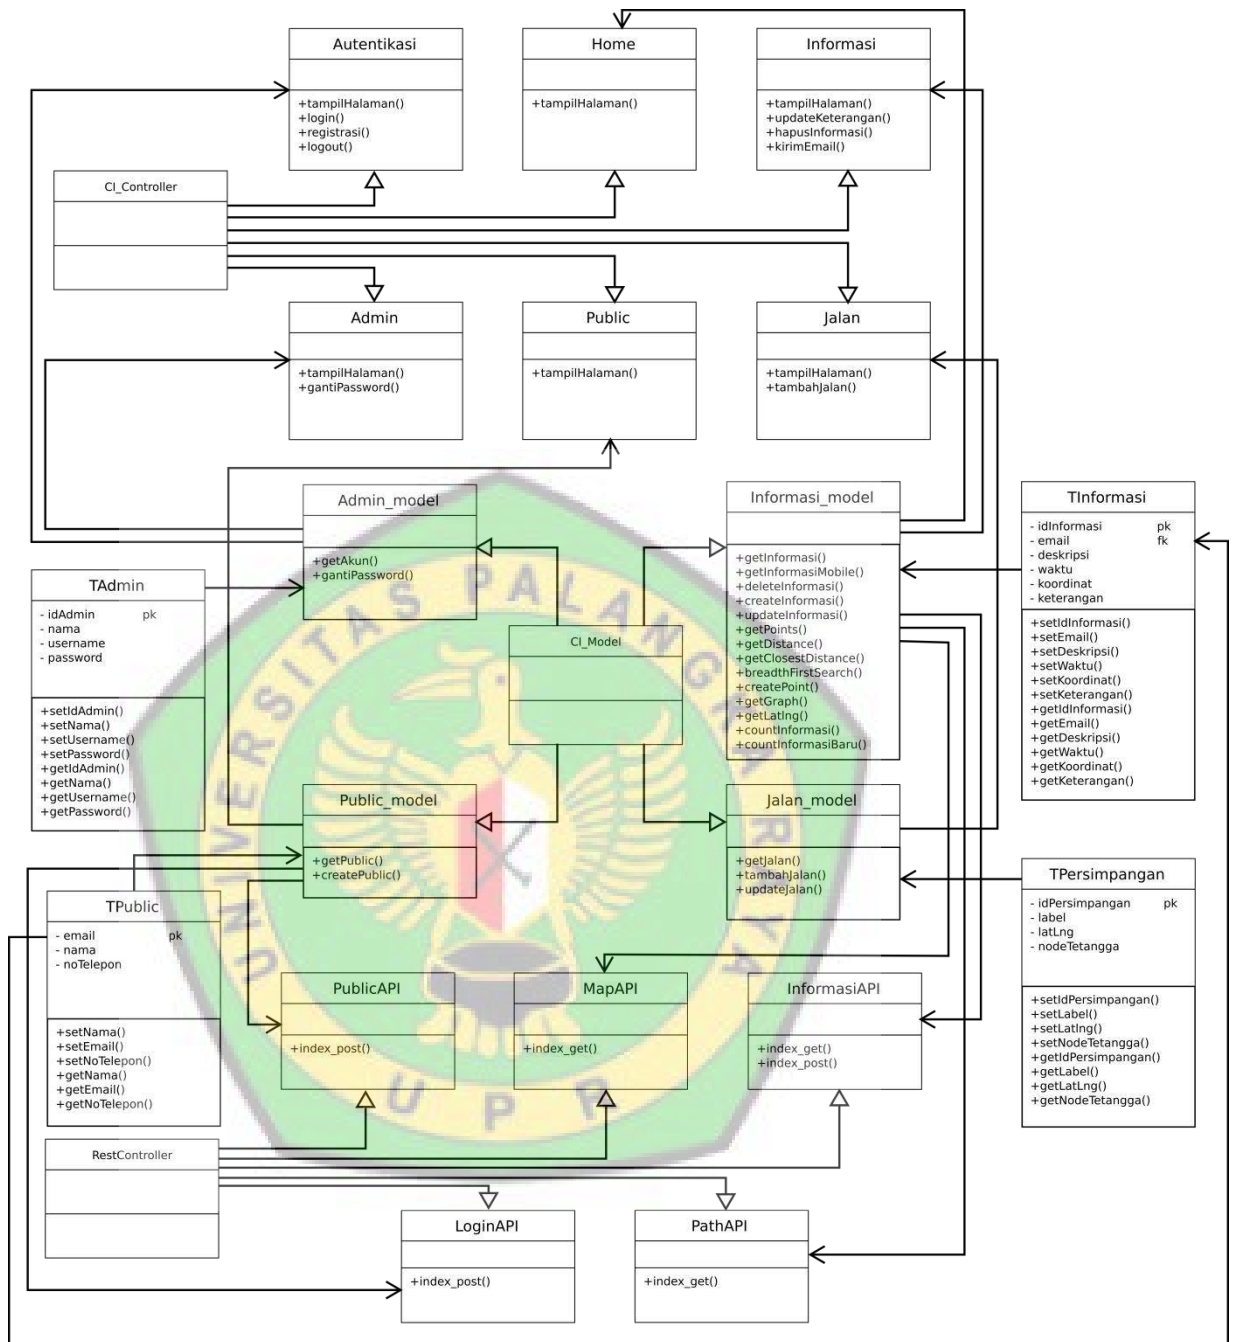 Autentikasi
+tampilHalaman()
+login()
+registrasi()
+logout()
Home
+tampilHalaman()
Informasi
+tampilHalaman()
+updateKeterangan()
+hapusInformasi()
+kirimEmail()
CI_Controller
Admin
+tampilHalaman()
+gantiPassword()
Public
+tampilHalaman()
Jalan
+tampilHalaman()
+tambahJalan()
Admin_model
+getAkun()
+gantiPassword()
Informasi_model
+getInformasi()
+getInformasiMobile()
+deleteInformasi()
+createInformasi()
+updateInformasi()
+getPoints()
+getDistance()
+getClosestDistance()
+breadthFirstSearch()
+createPoint()
+getGraph()
+getLatlng()
+countInformasi()
+countInformasiBaru()
TInformasi
- idInformasi pk
- email fk
- deskripsi
- waktu
- koordinat
- keterangan
+setIdInformasi()
+setEmail()
+setDeskripsi()
+setWaktu()
+setKoordinat()
+setKeterangan()
+getIdInformasi()
+getEmail()
+getDeskripsi()
+getWaktu()
+getKoordinat()
+getKeterangan()
TAdmin
- idAdmin pk
- nama
- username
- password
+setIdAdmin()
+setNama()
+setUsername()
+setPassword()
+getIdAdmin()
+getNama()
+getUsername()
+getPassword()
CI_Model
Public_model
+getPublic()
+createPublic()
Jalan_model
+getJalan()
+tambahJalan()
+updateJalan()
TPersimpangan
- idPersimpangan pk
- label
- latLng
- nodeTetangga
+setIdPersimpangan()
+setLabel()
+setLatlng()
+setNodeTetangga()
+getIdPersimpangan()
+getLabel()
+getLatLng()
+getNodeTetangga()
TPublic
- email pk
- nama
- noTelepon
+setNama()
+setEmail()
+setNoTelepon()
+getNama()
+getEmail()
+getNoTelepon()
PublicAPI
+index_post()
MapAPI
+index_get()
InformasiAPI
+index_get()
+index_post()
RestController
LoginAPI
+index_post()
PathAPI
+index_get()
UNIVERSITAS PALANGKA RAYA
UPR